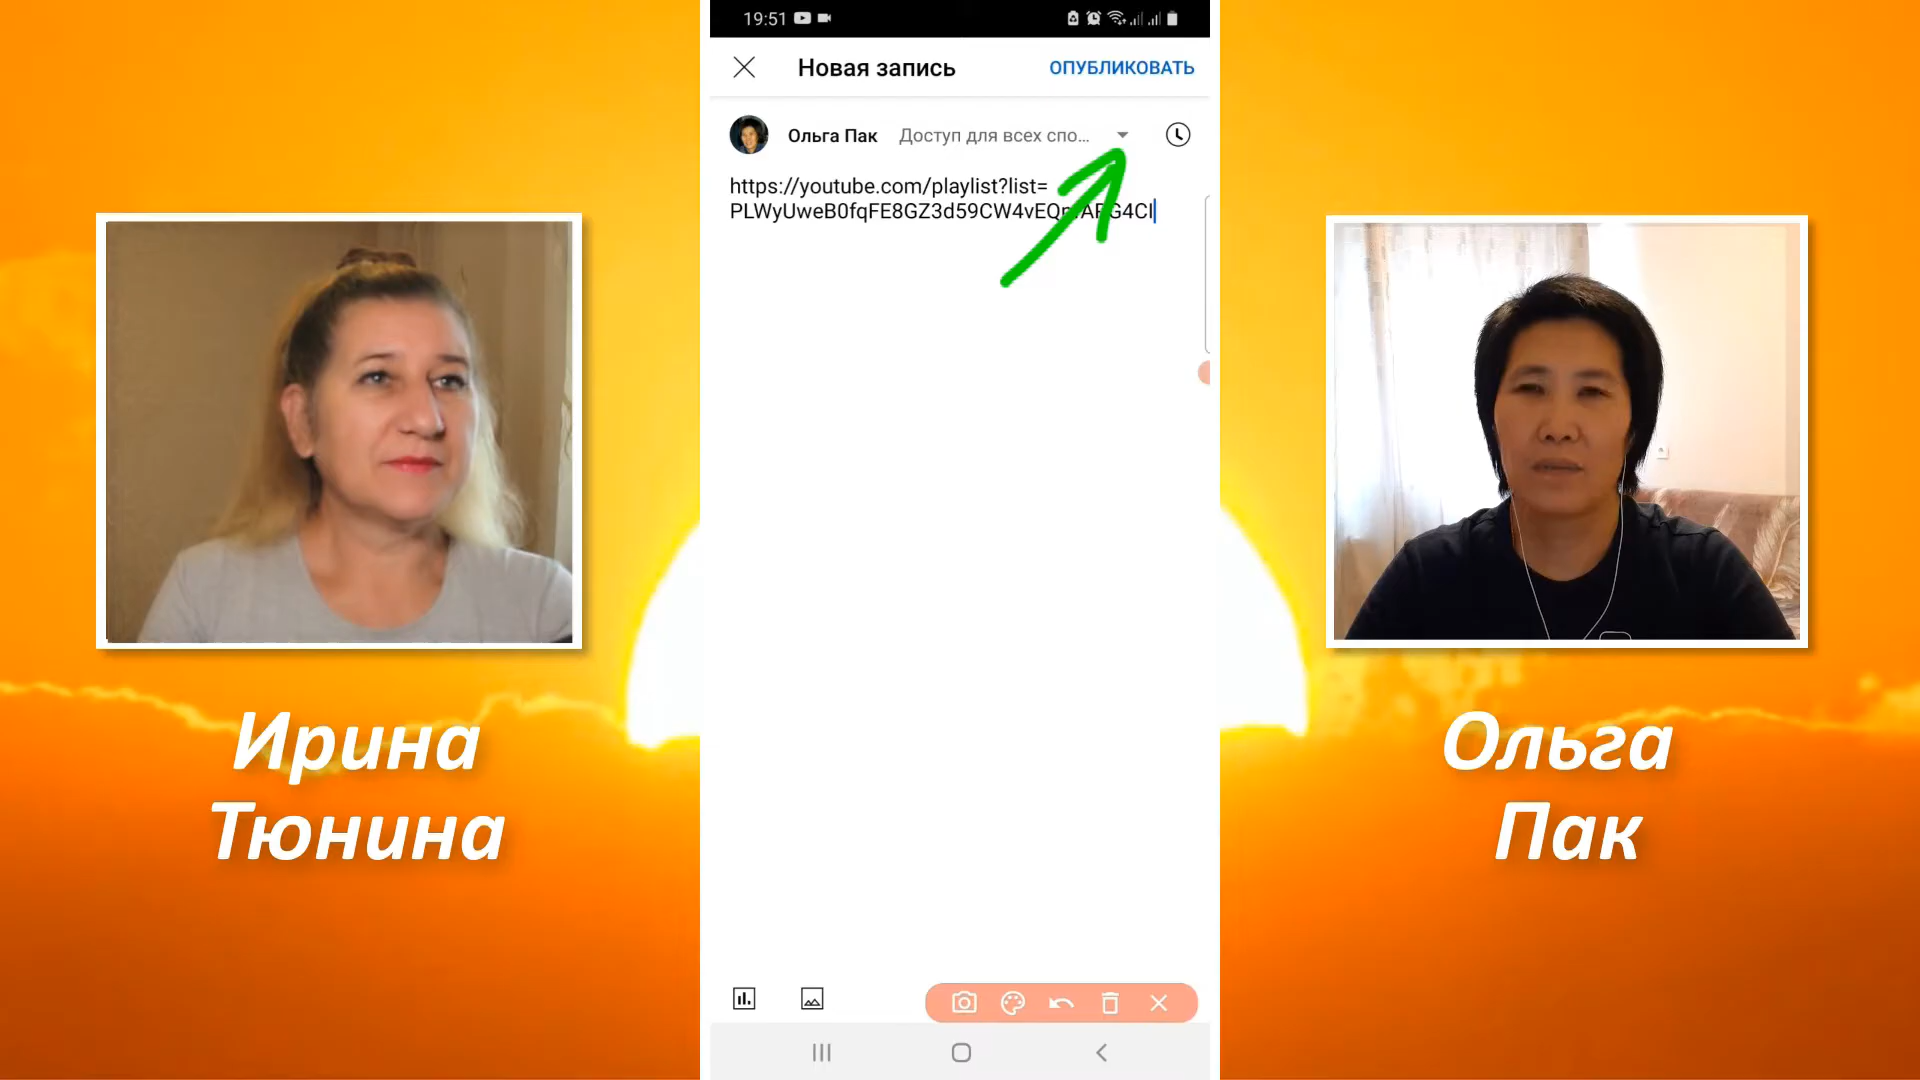 19:51
Новая запись
ОПУБЛИКОВАТЬ
Ольга Пак Доступ для всех спо...
https://youtube.com/playlist?list=
Ирина
Тюнина
Ольга
Пак